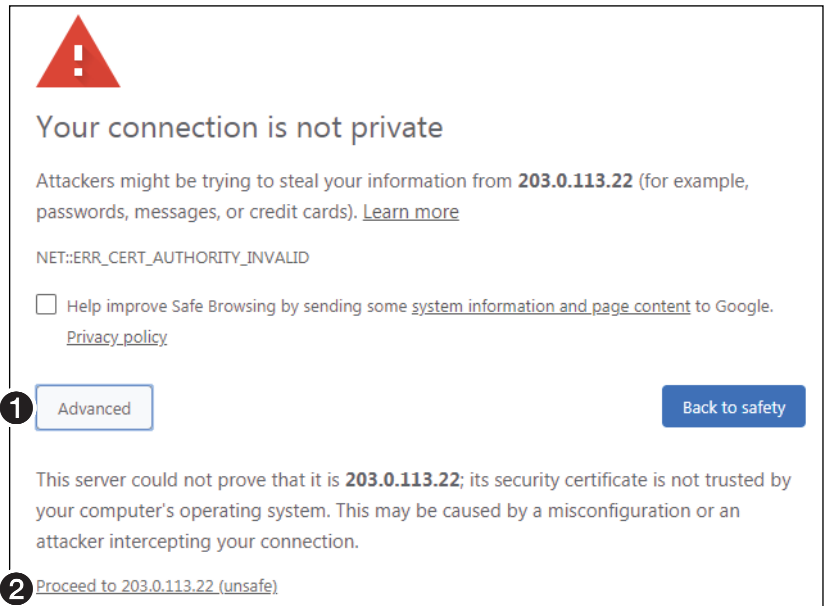 Your connection is not private
Attackers might be trying to steal your information from 203.0.113.22 (for example,
passwords, messages, or credit cards). Learn more
NET::ERR_CERT_AUTHORITY_INVALID
Help improve Safe Browsing by sending some system information and page content to Google.
Privacy policy
1 Advanced Back to safety
This server could not prove that it is 203.0.113.22; its security certificate is not trusted by
your computer's operating system. This may be caused by a misconfiguration or an
attacker intercepting your connection.
2 Proceed to 203.0.113.22 (unsafe)